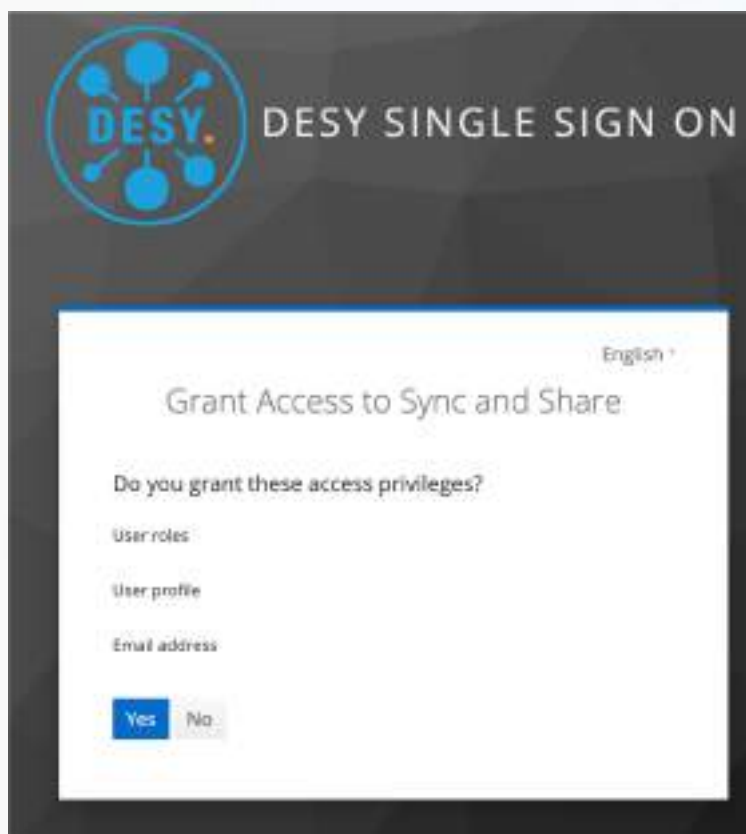 DESY.
DESY SINGLE SIGN ON
English
Grant Access to Sync and Share
Do you grant these access privileges?
User roles
User profile
Email address
Yes No